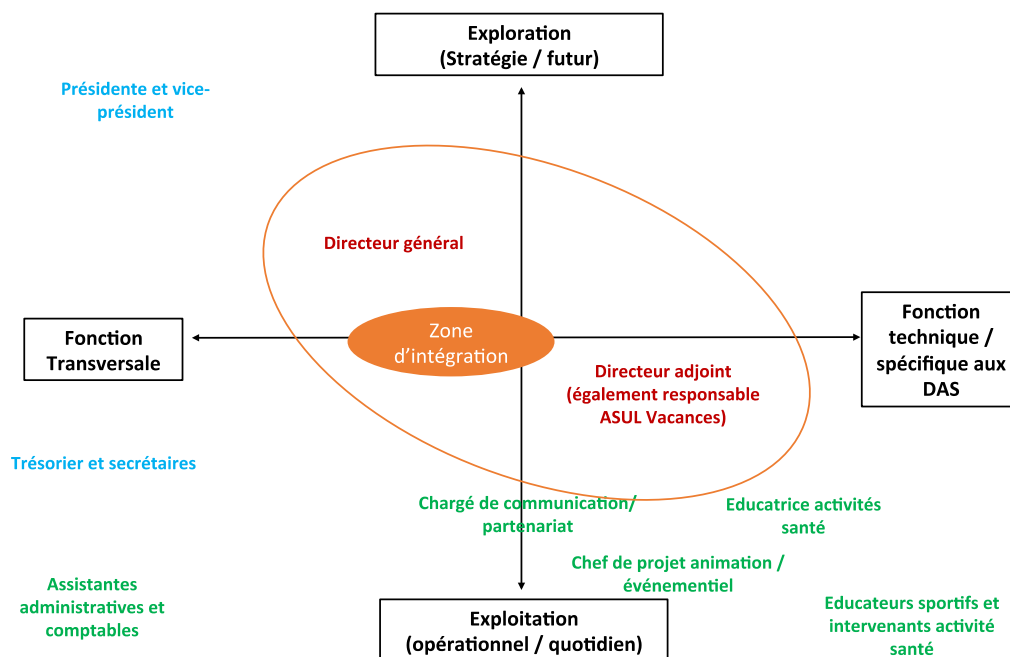 Exploration
(Stratégie / futur)
Présidente et vice-
président
Directeur général
Fonction
Transversale
Zone
d'intégration
Fonction
technique /
spécifique aux
DAS
Directeur adjoint
(également responsable
ASUL Vacances)
Trésorier et secrétaires
Chargé de communication/
partenariat
Educatrice activités
santé
Chef de projet animation /
événementiel
Assistantes
administratives et
comptables
Exploitation
(opérationnel / quotidien)
Educateurs sportifs et
intervenants activité
santé